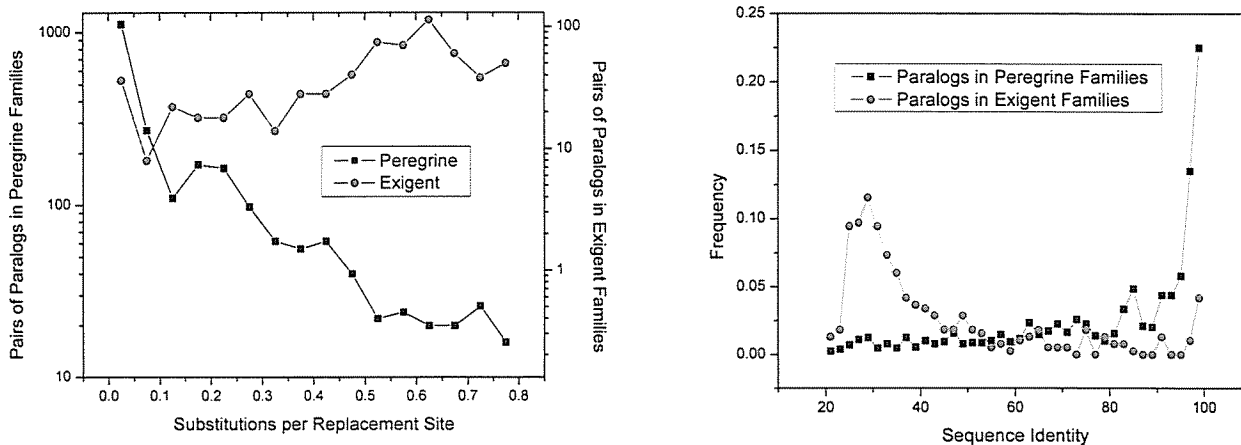 Pairs of Paralogs in Peregrine Families
1000
100
10
Peregrine
Exigent
100
10
1
Pairs of Paralogs in Exigent Families
0.0 0.1 0.2 0.3 0.4 0.5 0.6 0.7 0.8
Substitutions per Replacement Site
Frequency
0.25
0.20
0.15
0.10
0.05
0.00
Paralogs in Peregrine Families
Paralogs in Exigent Families
20 40 60 80 100
Sequence Identity